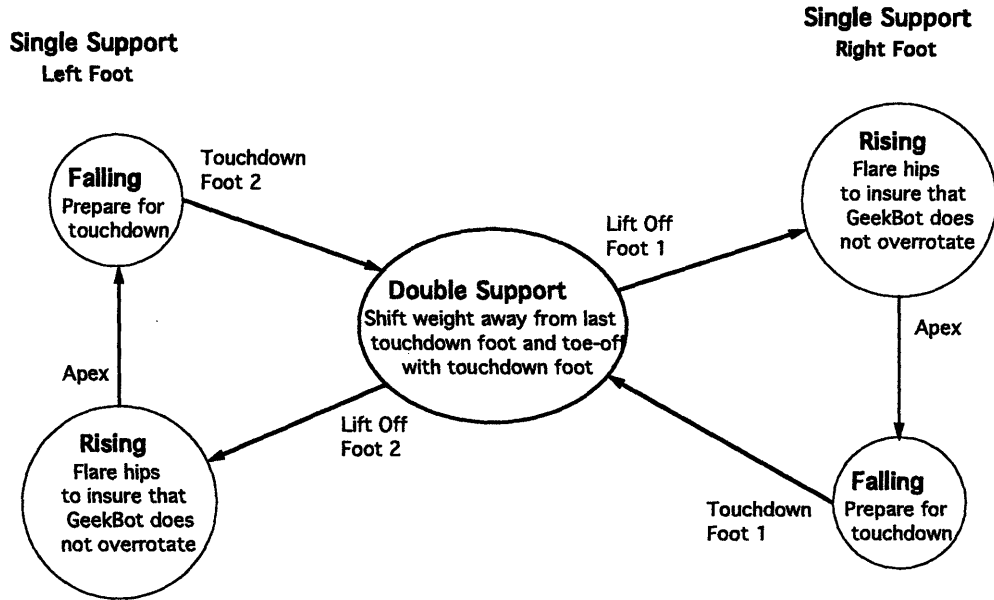 Single Support
Left Foot
Single Support
Right Foot
Falling
Prepare for
touchdown
Touchdown
Foot 2
Lift Off
Foot 1
Rising
Flare hips
to insure that
GeekBot does
not overrotate
Double Support
Shift weight away from last
touchdown foot and toe-off
with touchdown foot
Apex
Apex
Lift Off
Foot 2
Rising
Flare hips
to insure that
GeekBot does
not overrotate
Touchdown
Foot 1
Falling
Prepare for
touchdown